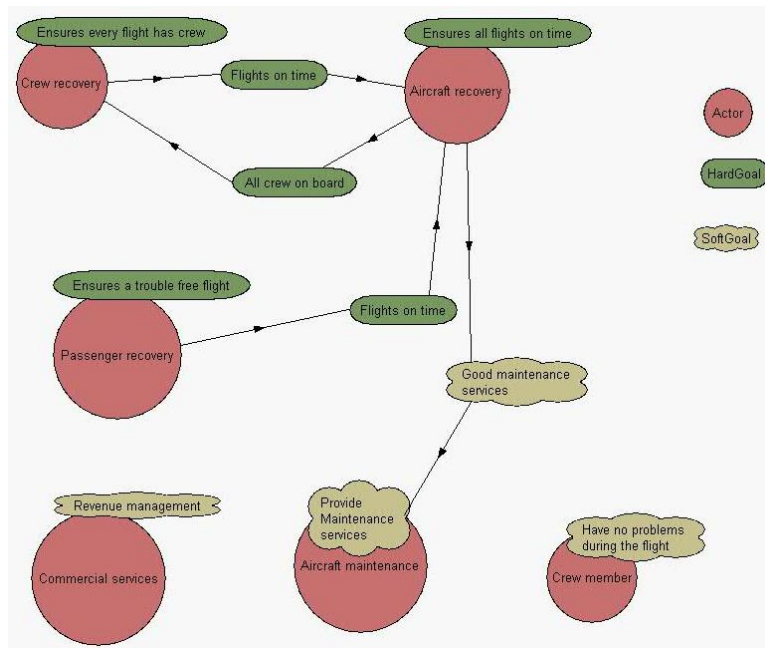 Ensures every flight has crew
Ensures all flights on time
Crew recovery
Flights on time
Aircraft recovery
Actor
HardGoal
All crew on board
SoftGoal
Ensures a trouble free flight
Flights on time
Passenger recovery
Good maintenance
services
Revenue management
Provide
Maintenance
services
Have no problems
during the flight
Commercial services
Aircraft maintenance
Crew member